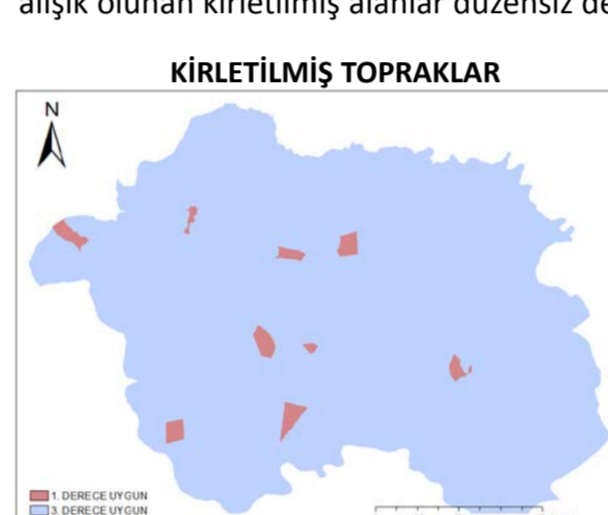 alışık olunan kirletilmiş alanlar düzensiz de
KİRLETİLMİŞ TOPRAKLAR
N
1. DERECE UYGUN
3. DERECE UYGUN